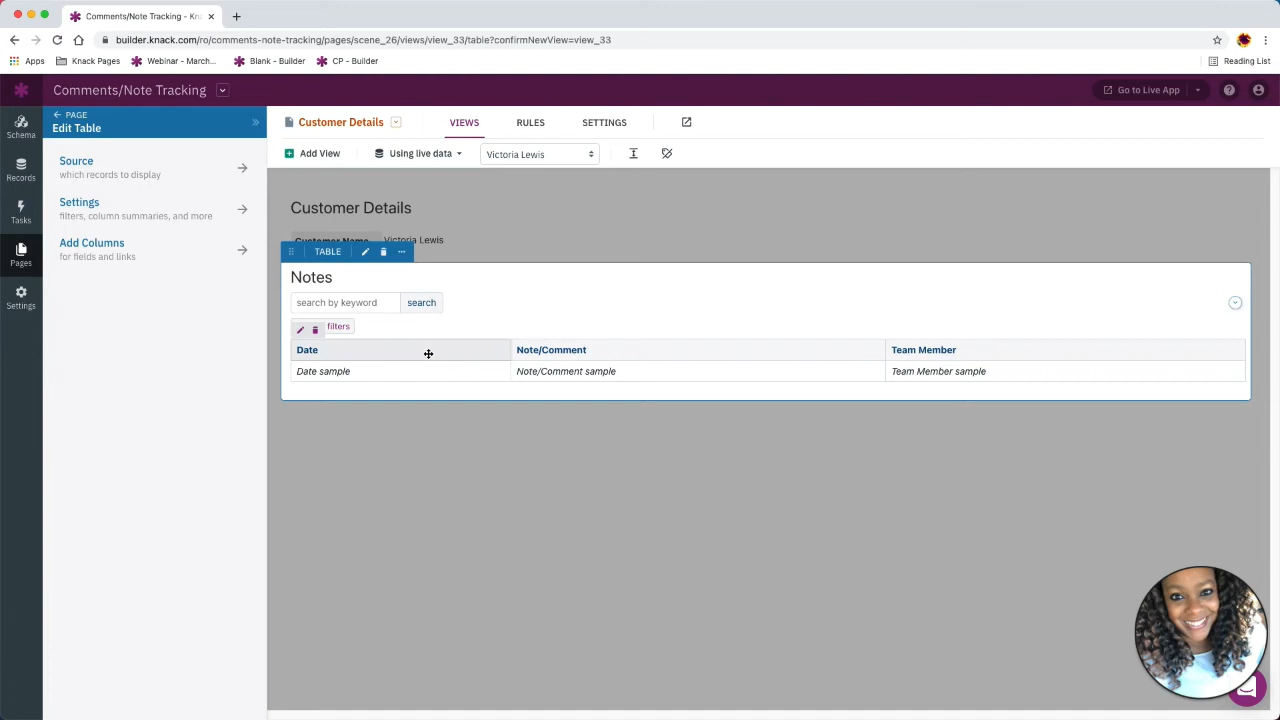 Comments/Note Tracking - Kn
builder.knack.com/ro/comments-note-tracking/pages/scene_26/views/view_33/table?confirmNewView=view_33
Apps Knack Pages Webinar - March... Blank - Builder CP - Builder Reading List
Comments/Note Tracking Go to Live App
PAGE
Edit Table
Customer Details VIEWS RULES SETTINGS
Schema
Records
Tasks
Pages
Settings
Source
which records to display
Settings
filters, column summaries, and more
Add Columns
for fields and links
Add View Using live data Victoria Lewis
Customer Details
Customer Name Victoria Lewis
TABLE
Notes
search by keyword search
filters
Date Note/Comment Team Member
Date sample Note/Comment sample Team Member sample